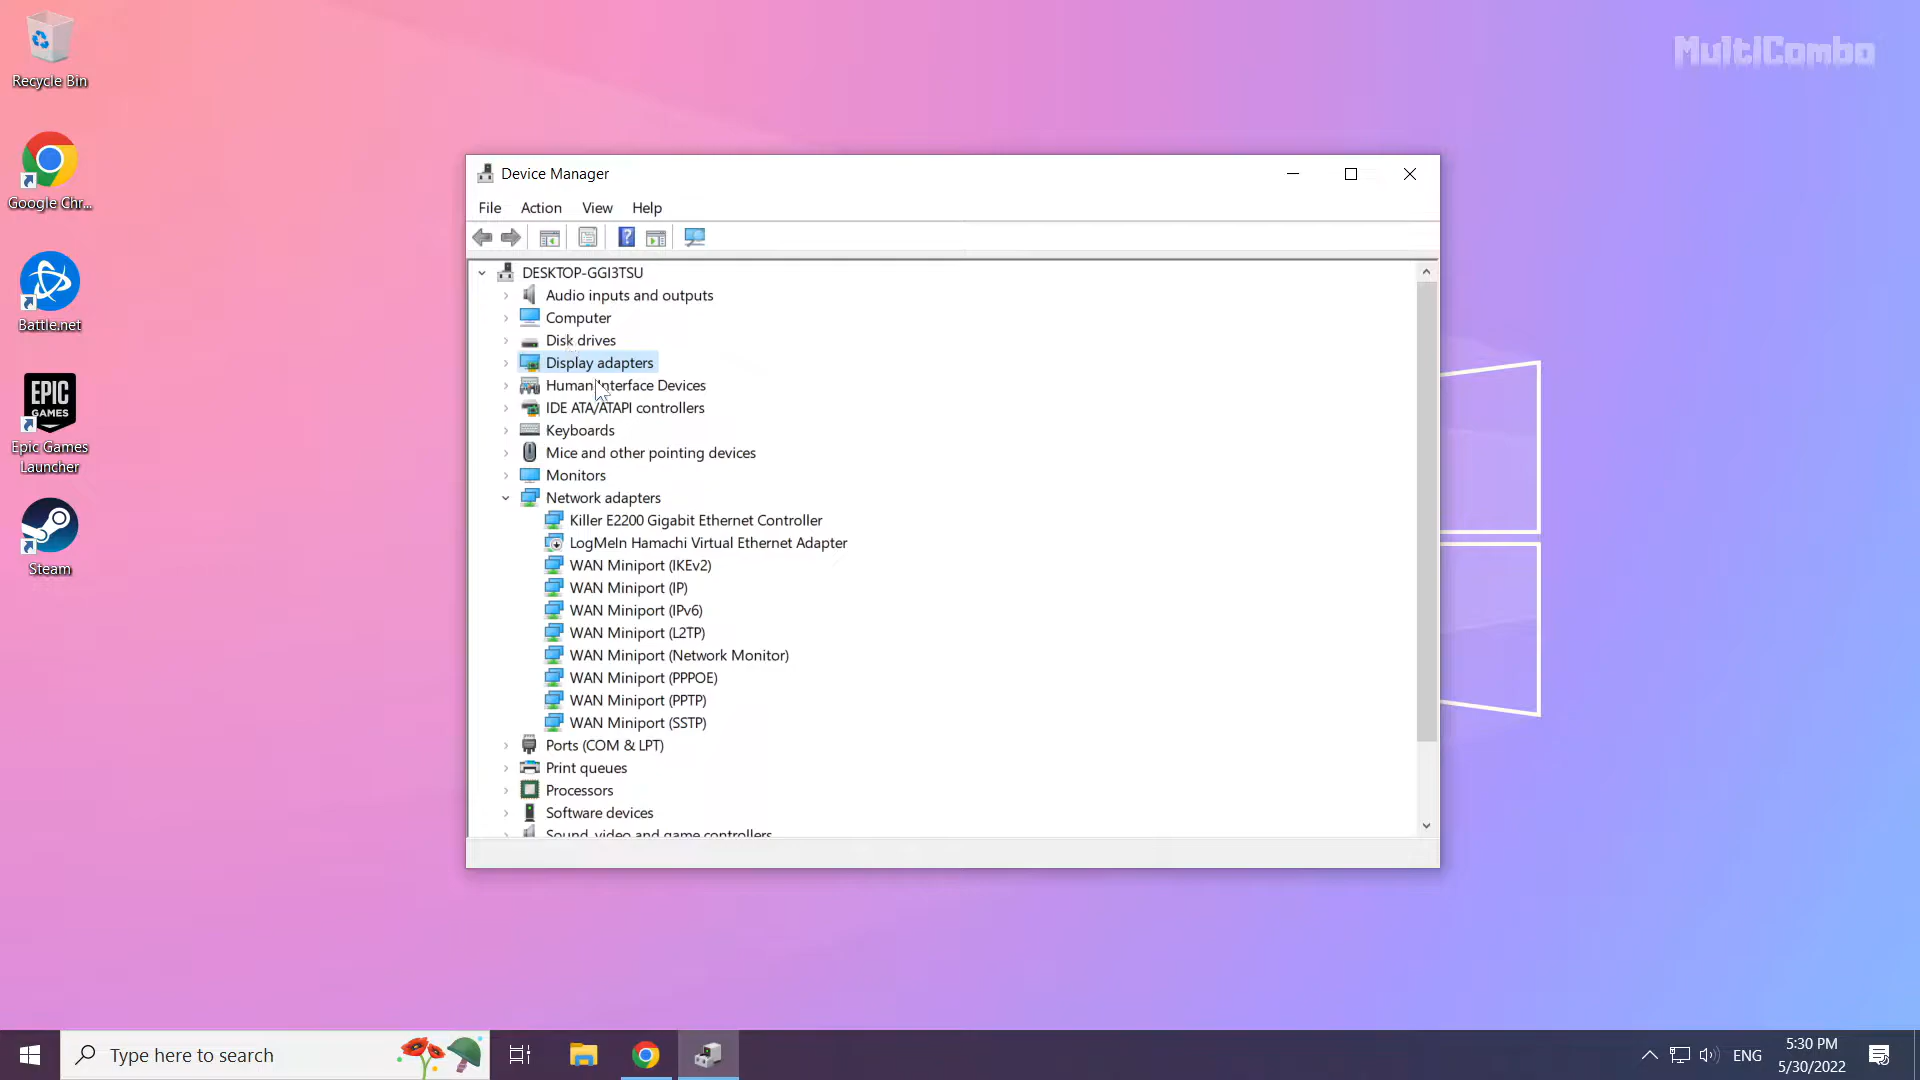 Recycle Bin
Google Chr...
Battle.net
EPIC
GAMES
Epic Games
Launcher
Steam
MultiCombo
Device Manager
File Action View Help
DESKTOP-GGI3TSU
Audio inputs and outputs
Computer
Disk drives
Display adapters
Human Interface Devices
IDE ATA/ATAPI controllers
Keyboards
Mice and other pointing devices
Monitors
Network adapters
Killer E2200 Gigabit Ethernet Controller
LogMeIn Hamachi Virtual Ethernet Adapter
WAN Miniport (IKEv2)
WAN Miniport (IP)
WAN Miniport (IPv6)
WAN Miniport (L2TP)
WAN Miniport (Network Monitor)
WAN Miniport (PPPOE)
WAN Miniport (PPTP)
WAN Miniport (SSTP)
Ports (COM & LPT)
Print queues
Processors
Software devices
Sound, video and game controllers
Type here to search
ENG
5:30 PM
5/30/2022